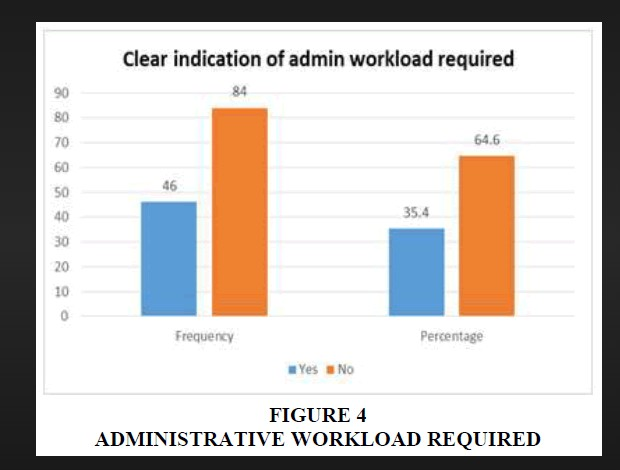 Clear indication of admin workload required
90
80
70
60
50
40
30
20
10
0
46
84
35.4
64.6
Frequency
Percentage
Yes No
FIGURE 4
ADMINISTRATIVE WORKLOAD REQUIRED